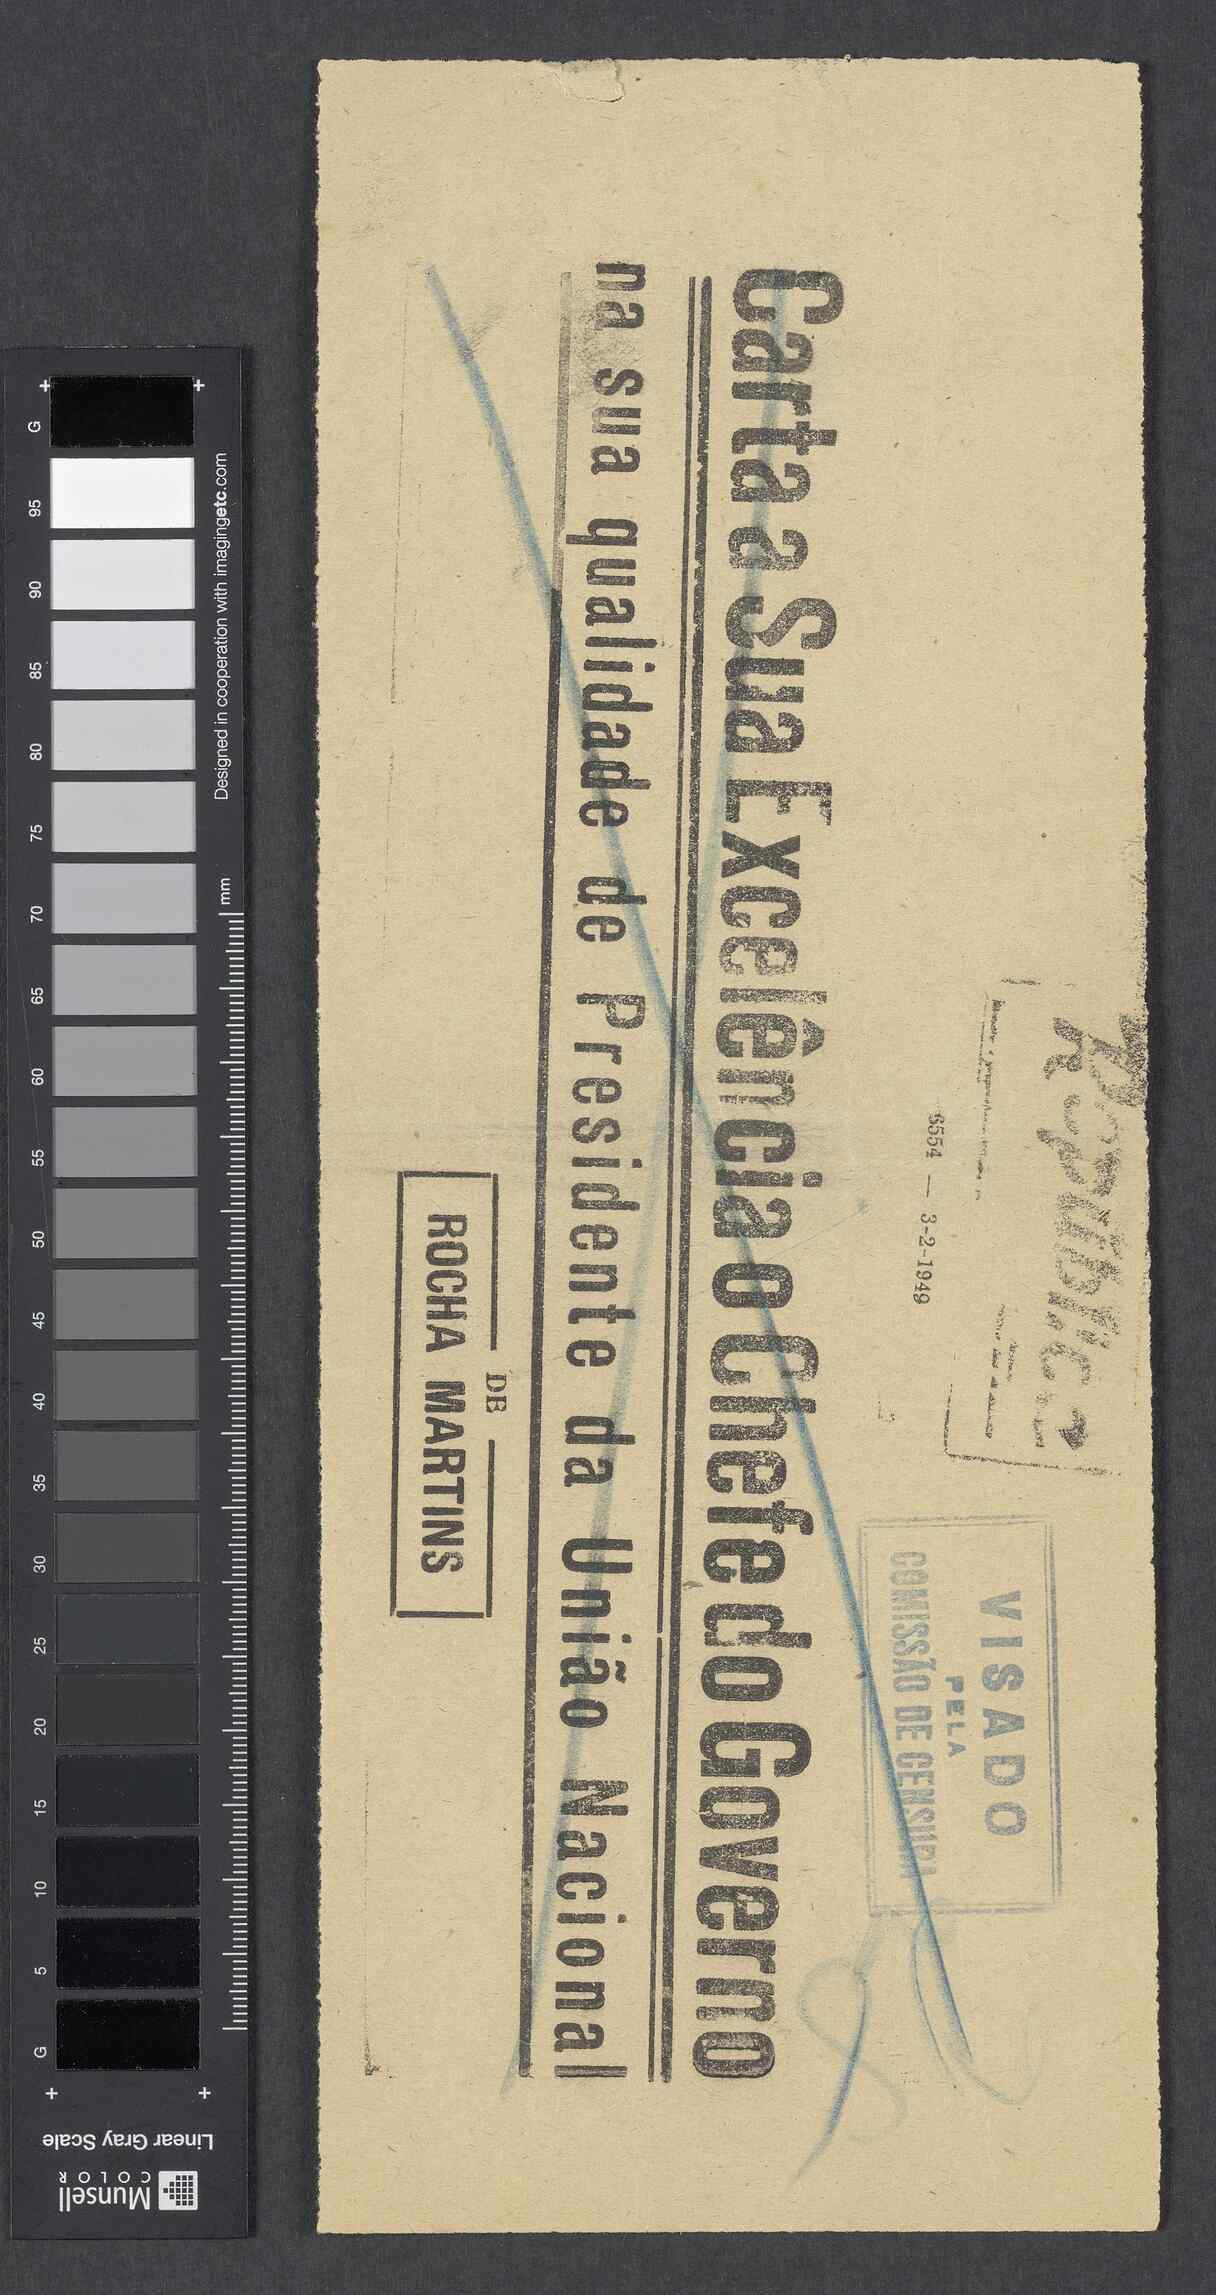 República
6554 — 3-2-1949
VISADO
PELA
COMISSÃO DE CENSURA
Carta a Sua Excelência o Chefe do Governo
na sua qualidade de Presidente da União Nacional
DE
ROCHA MARTINS
G 95 90 85 80 75 70 65 60 55 50 45 40 35 30 25 20 15 10 5 G
Designed in cooperation with imagingetc.com
mm
Linear Gray Scale
Munsell
COLOR